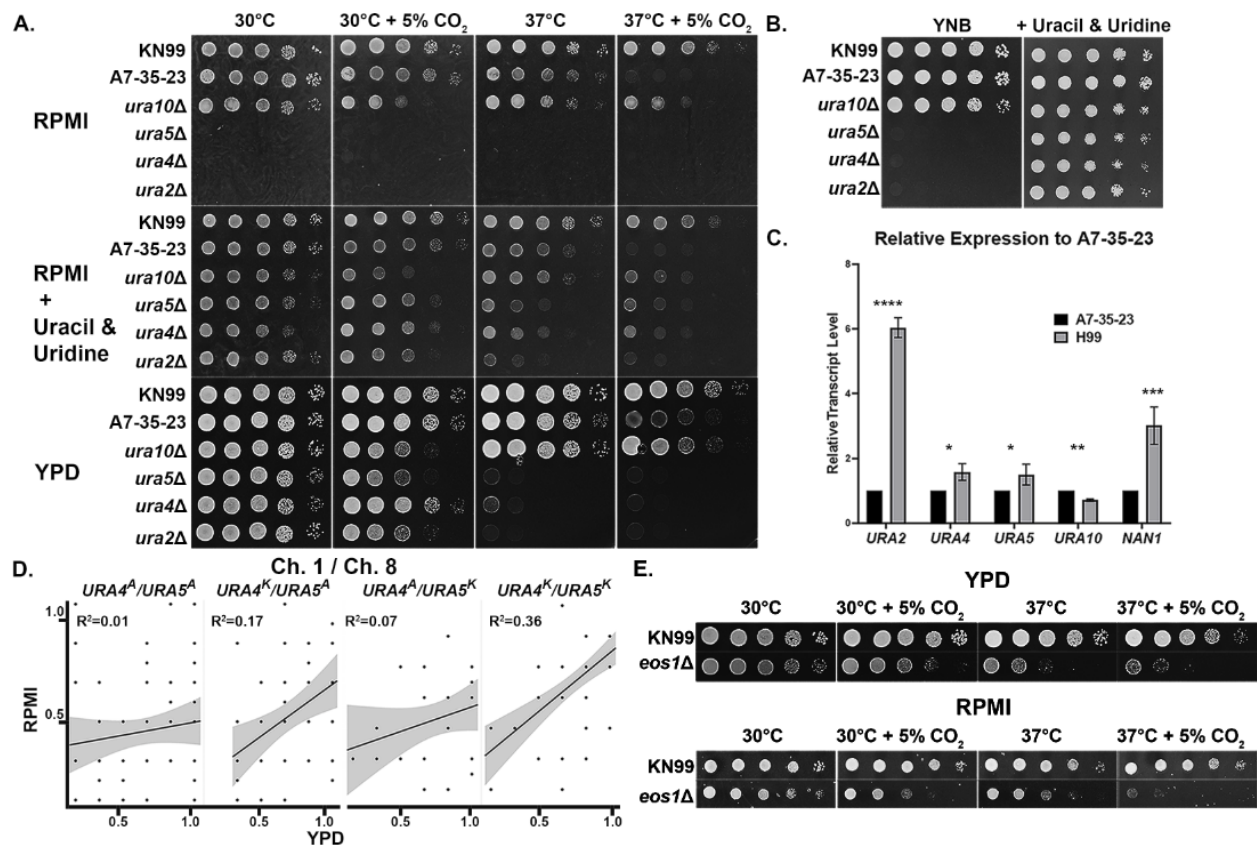 A.
30°C 30°C + 5% CO2 37°C 37°C + 5% CO2
RPMI
KN99
A7-35-23
ura10Δ
ura5Δ
ura4Δ
ura2Δ
RPMI
+
Uracil &
Uridine
KN99
A7-35-23
ura10Δ
ura5Δ
ura4Δ
ura2Δ
YPD
KN99
A7-35-23
ura10Δ
ura5Δ
ura4Δ
ura2Δ
B.
YNB + Uracil & Uridine
KN99
A7-35-23
ura10Δ
ura5Δ
ura4Δ
ura2Δ
C.
Relative Expression to A7-35-23
RelativeTranscript Level
8
6
4
2
0
****
*
*
**
***
A7-35-23
H99
URA2 URA4 URA5 URA10 NAN1
D.
Ch. 1 / Ch. 8
URA4ᴬ/URA5ᴬ URA4ᴷ/URA5ᴬ URA4ᴬ/URA5ᴷ URA4ᴷ/URA5ᴷ
R²=0.01 R²=0.17 R²=0.07 R²=0.36
RPMI
1.0
0.5
0.5 1.0 0.5 1.0 0.5 1.0 0.5 1.0
YPD
E.
YPD
30°C 30°C + 5% CO2 37°C 37°C + 5% CO2
KN99
eos1Δ
RPMI
30°C 30°C + 5% CO2 37°C 37°C + 5% CO2
KN99
eos1Δ